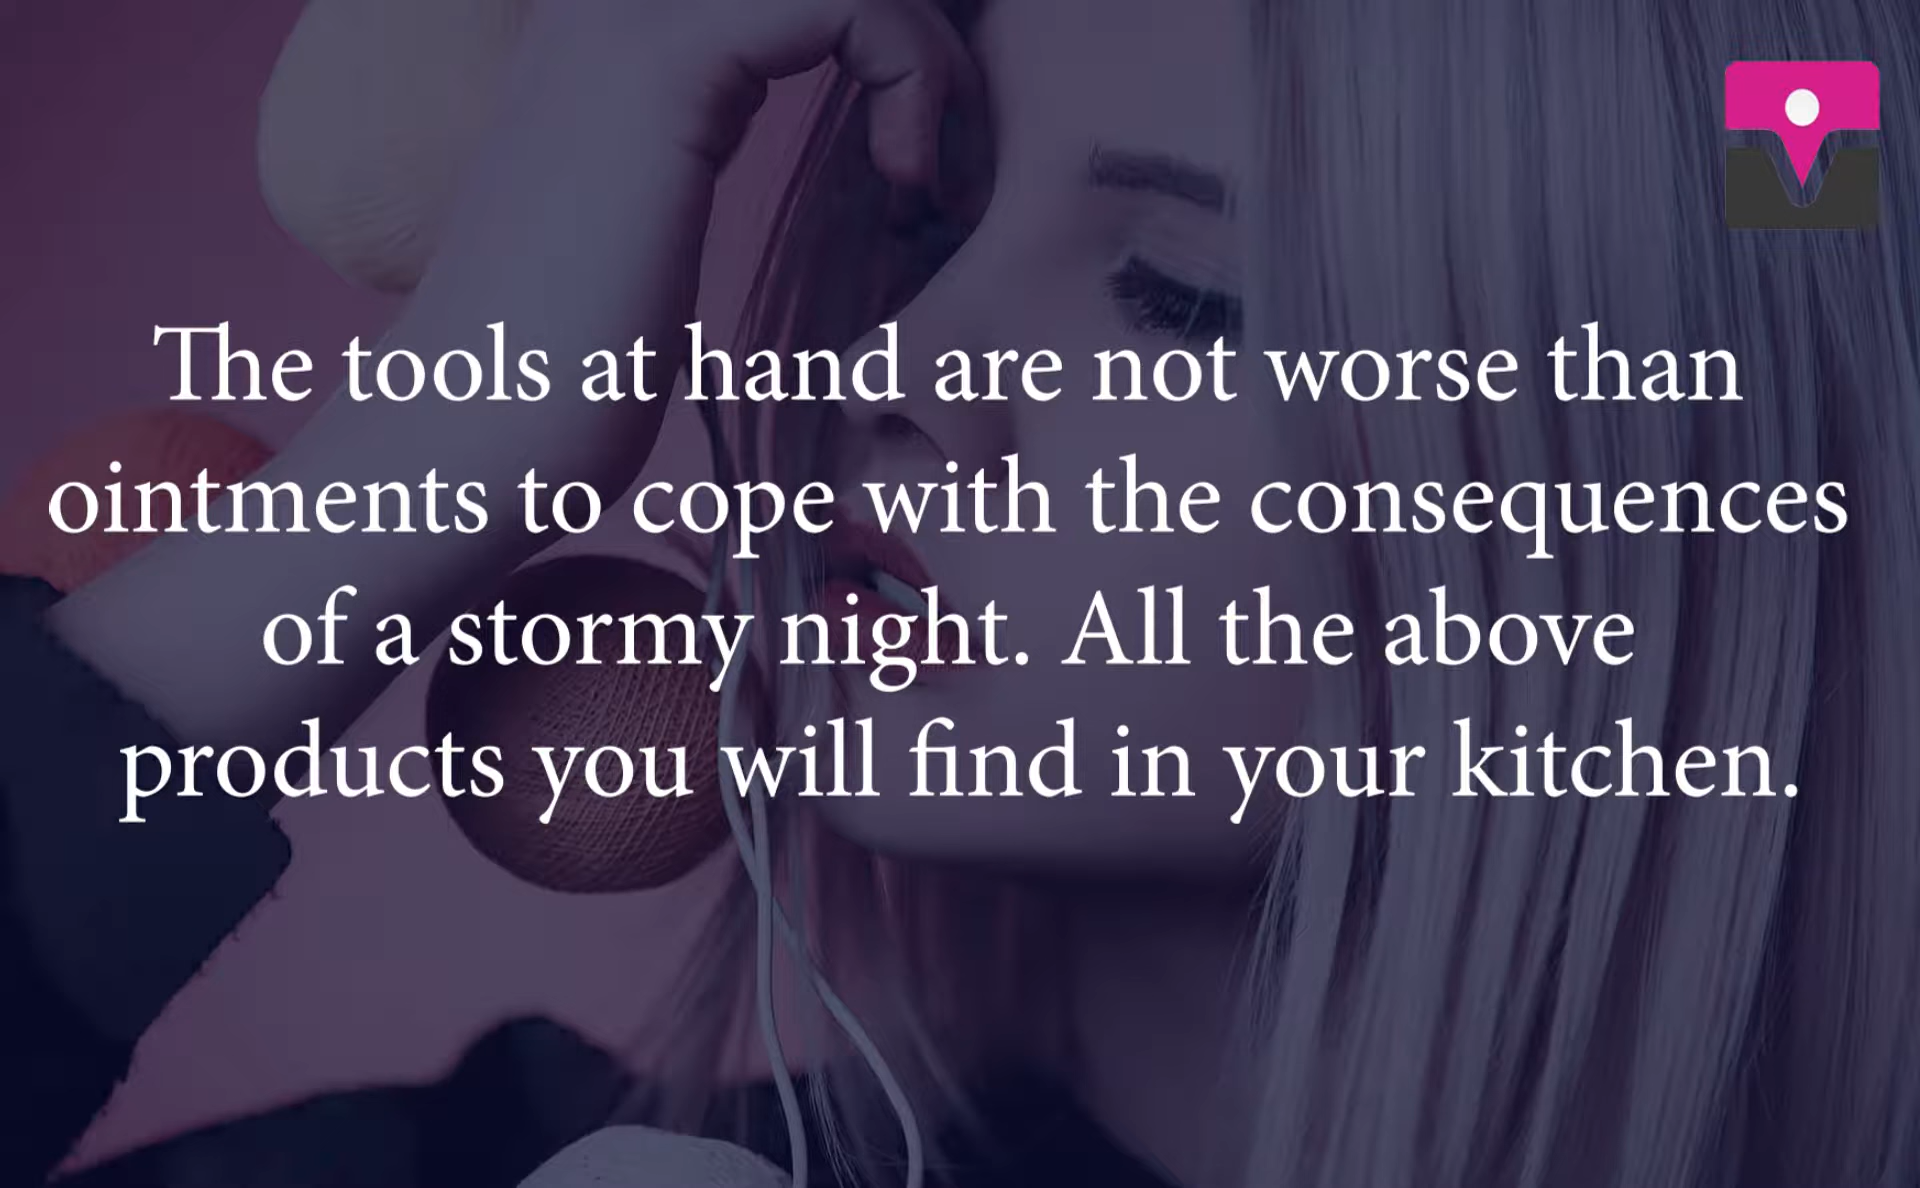 The tools at hand are not worse than
ointments to cope with the consequences
of a stormy night. All the above
products you will find in your kitchen.